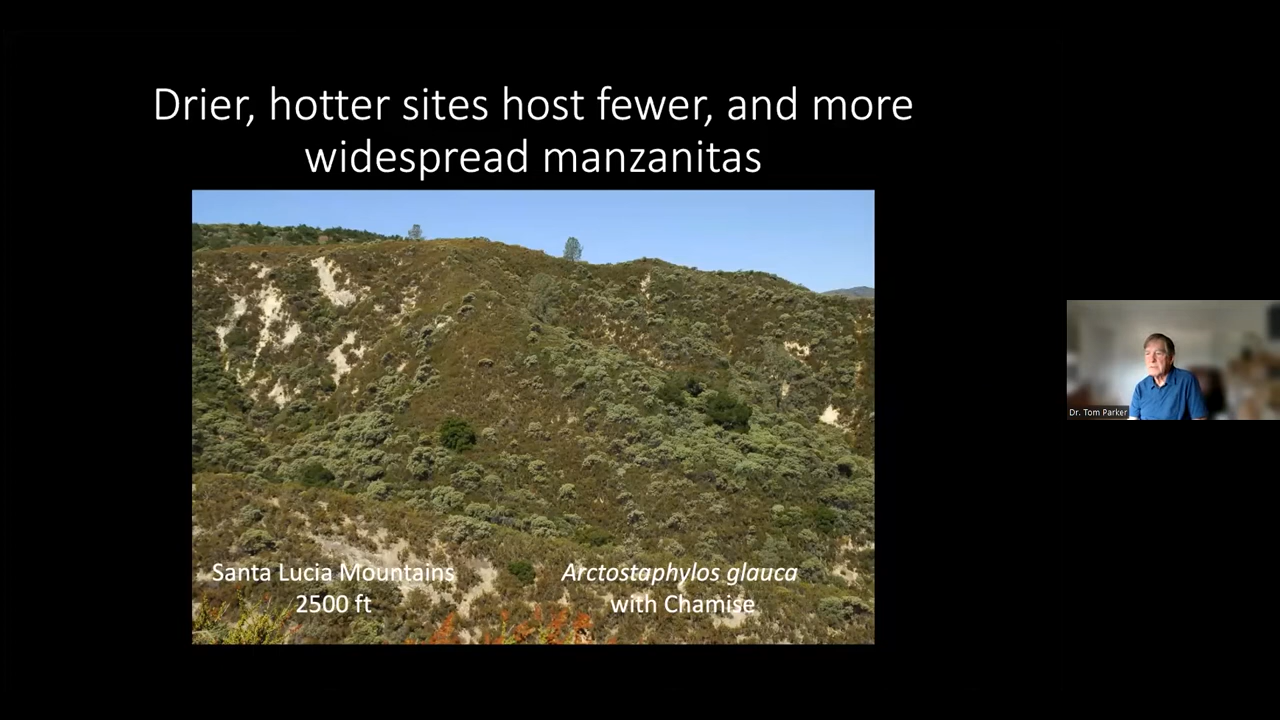 Drier, hotter sites host fewer, and more
widespread manzanitas
Santa Lucia Mountains
2500 ft
Arctostaphylos glauca
with Chamise
Dr. Tom Parker